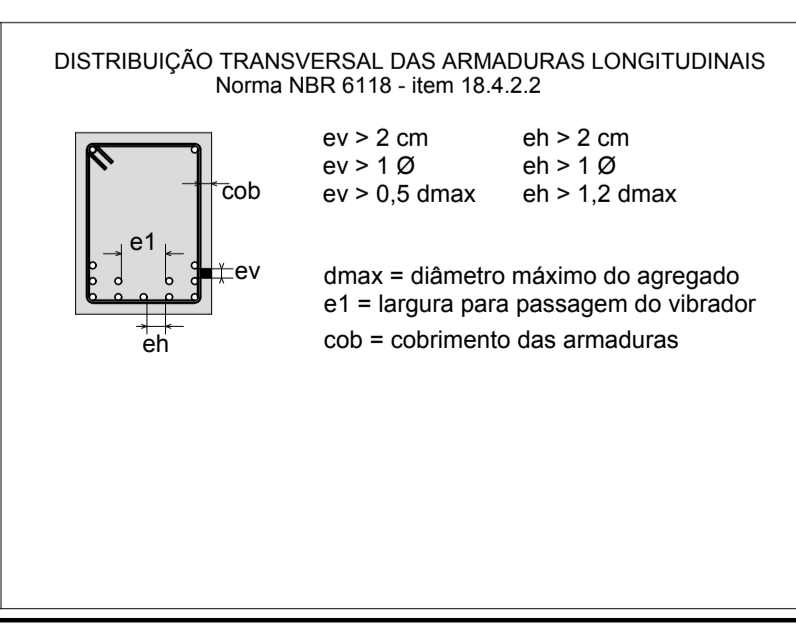 DISTRIBUIÇÃO TRANSVERSAL DAS ARMADURAS LONGITUDINAIS
Norma NBR 6118 - item 18.4.2.2
ev > 2 cm eh > 2 cm
ev > 1 Ø eh > 1 Ø
ev > 0,5 dmax eh > 1,2 dmax
cob
e1
ev
eh
dmax = diâmetro máximo do agregado
e1 = largura para passagem do vibrador
cob = cobrimento das armaduras